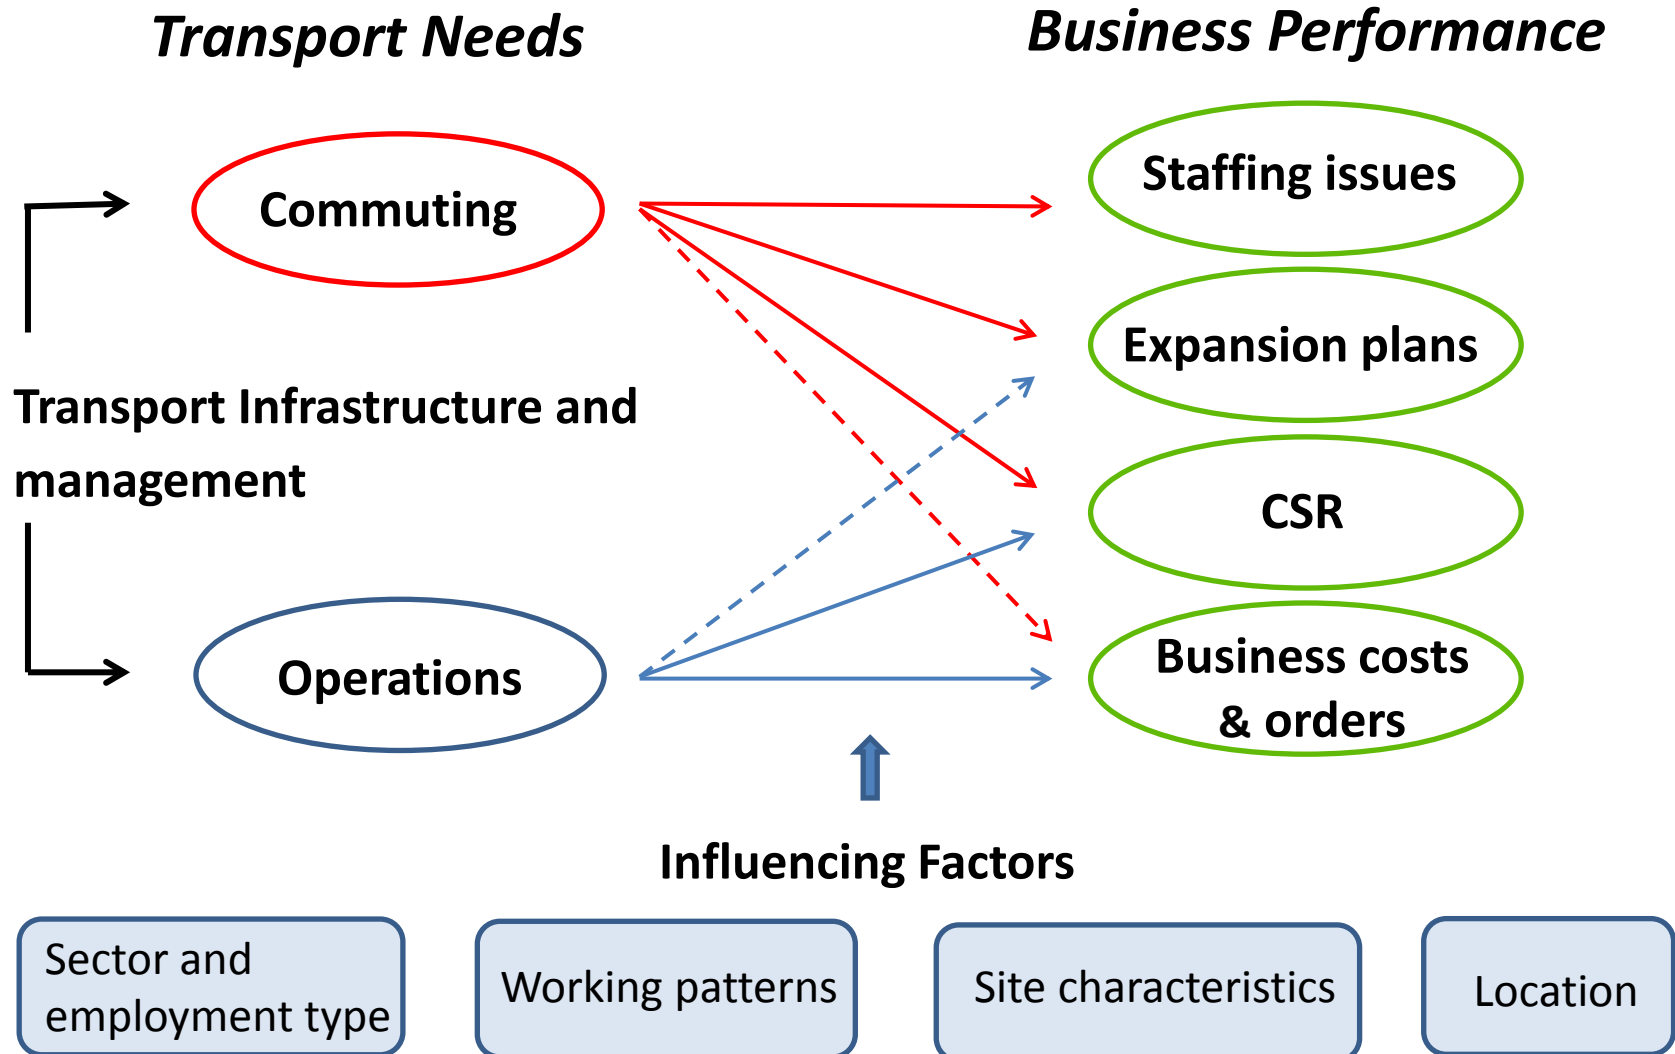 Transport Needs
Business Performance
Commuting
Staffing issues
Expansion plans
Transport Infrastructure and
management
CSR
Operations
Business costs
& orders
Influencing Factors
Sector and
employment type
Working patterns
Site characteristics
Location